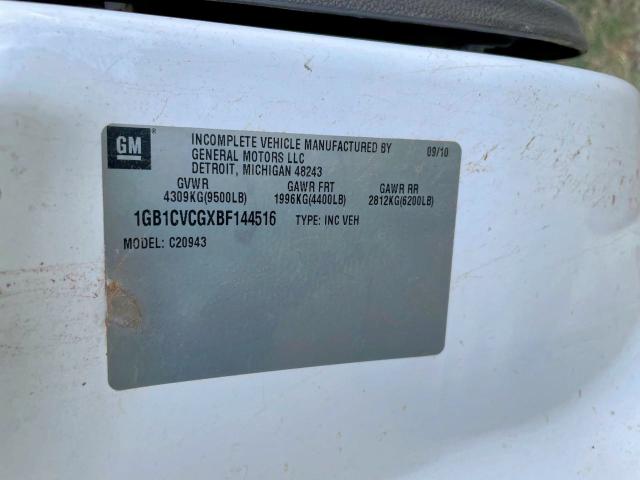 GM ®
INCOMPLETE VEHICLE MANUFACTURED BY 09/10
GENERAL MOTORS LLC
DETROIT, MICHIGAN 48243
GVWR GAWR FRT GAWR RR
4309KG(9500LB) 1996KG(4400LB) 2812KG(6200LB)
1GB1CVCGXBF144516 TYPE: INC VEH
MODEL: C20943